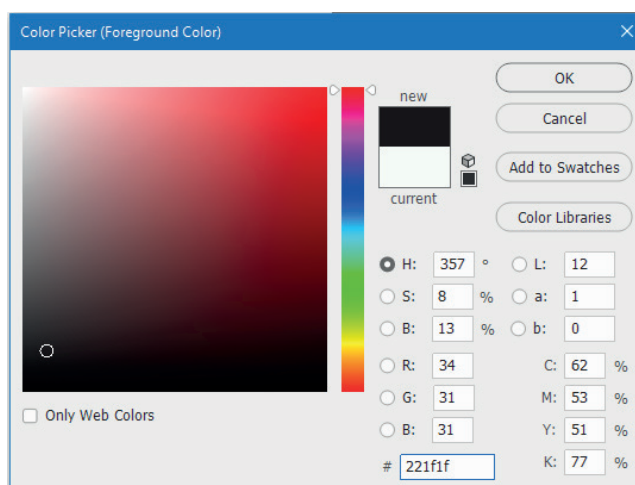 Color Picker (Foreground Color)
new
current
OK
Cancel
Add to Swatches
Color Libraries
H: 357 °
S: 8 %
B: 13 %
R: 34
G: 31
B: 31
# 221f1f
L: 12
a: 1
b: 0
C: 62 %
M: 53 %
Y: 51 %
K: 77 %
Only Web Colors